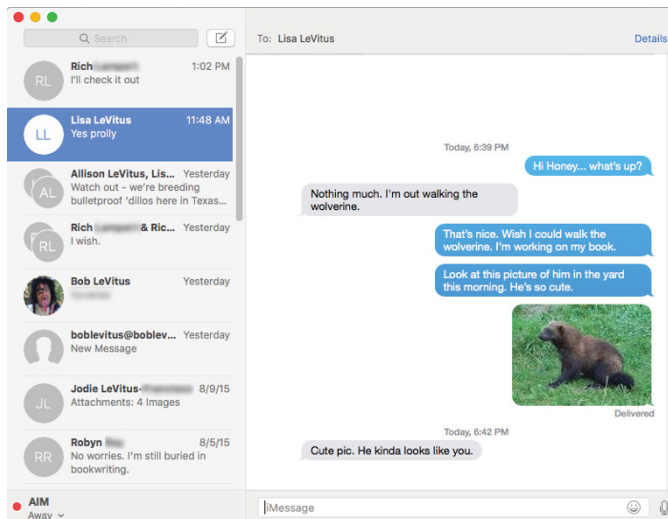 Search
To: Lisa LeVitus
Details
Rich
1:02 PM
RL
I'll check it out
Lisa LeVitus
11:48 AM
LL
Yes prolly
Allison LeVitus, Lis...
Yesterday
AL
Watch out - we're breeding
bulletproof 'dillos here in Texas...
Rich & Ric...
Yesterday
RL
I wish.
Bob LeVitus
Yesterday
boblevitus@boblev...
Yesterday
New Message
Jodie LeVitus-
8/9/15
JL
Attachments: 4 Images
Robyn
8/5/15
RR
No worries. I'm still buried in
bookwriting.
AIM
Away
Today, 6:39 PM
Hi Honey... what's up?
Nothing much. I'm out walking the
wolverine.
That's nice. Wish I could walk the
wolverine. I'm working on my book.
Look at this picture of him in the yard
this morning. He's so cute.
Delivered
Today, 6:42 PM
Cute pic. He kinda looks like you.
iMessage